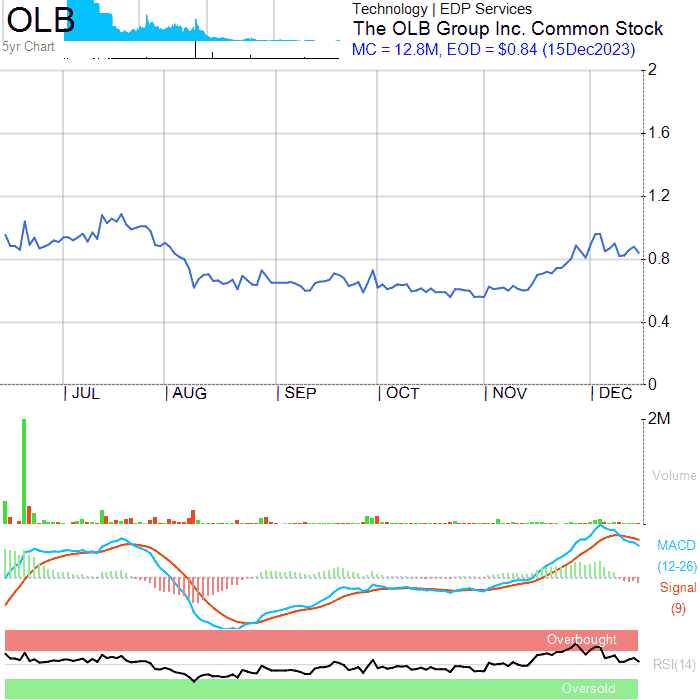 OLB
5yr Chart
Technology | EDP Services
The OLB Group Inc. Common Stock
MC = 12.8M, EOD = $0.84 (15Dec2023)
2
1.6
1.2
0.8
0.4
0
JUL AUG SEP OCT NOV DEC
2M
Volume
MACD
(12-26)
Signal
(9)
Overbought
RSI(14)
Oversold